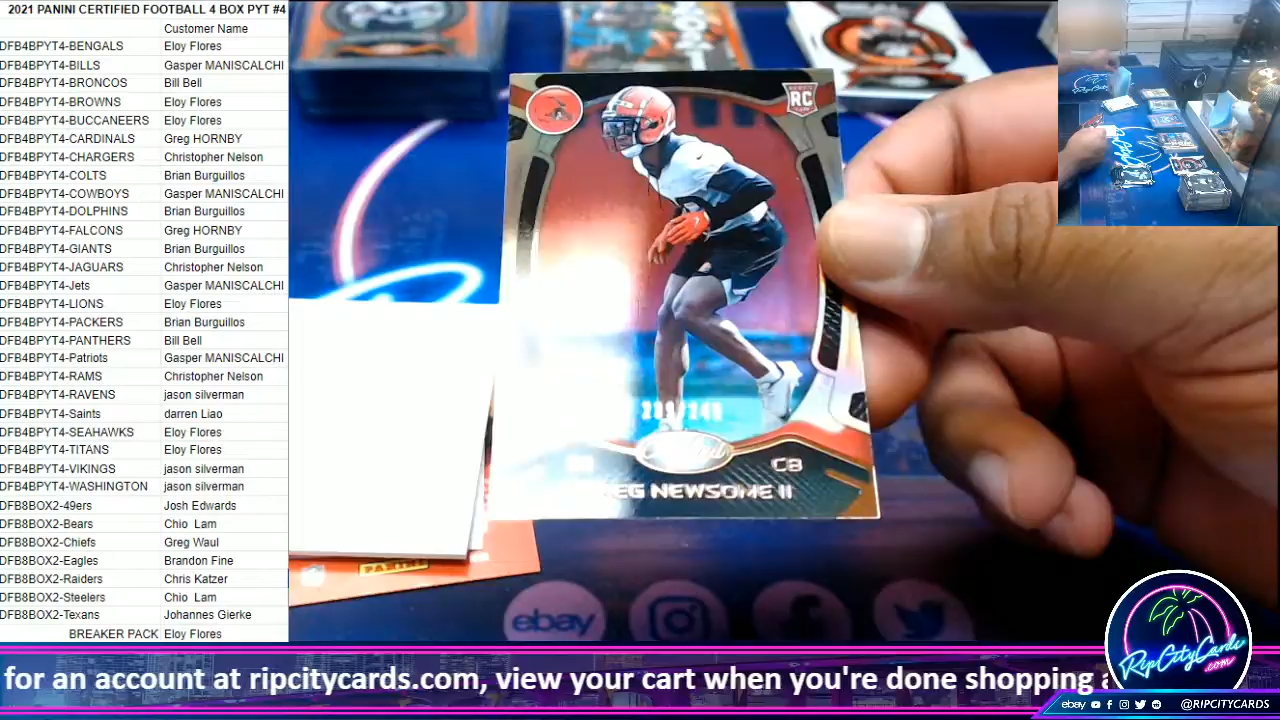 2021 PANINI CERTIFIED FOOTBALL 4 BOX PYT #4
Customer Name
DFB4BPYT4-BENGALS Eloy Flores
DFB4BPYT4-BILLS Gasper MANISCALCHI
DFB4BPYT4-BRONCOS Bill Bell
DFB4BPYT4-BROWNS Eloy Flores
DFB4BPYT4-BUCCANEERS Eloy Flores
DFB4BPYT4-CARDINALS Greg HORNBY
DFB4BPYT4-CHARGERS Christopher Nelson
DFB4BPYT4-COLTS Brian Burguillos
DFB4BPYT4-COWBOYS Gasper MANISCALCHI
DFB4BPYT4-DOLPHINS Brian Burguillos
DFB4BPYT4-FALCONS Greg HORNBY
DFB4BPYT4-GIANTS Brian Burguillos
DFB4BPYT4-JAGUARS Christopher Nelson
DFB4BPYT4-Jets Gasper MANISCALCHI
DFB4BPYT4-LIONS Eloy Flores
DFB4BPYT4-PACKERS Brian Burguillos
DFB4BPYT4-PANTHERS Bill Bell
DFB4BPYT4-Patriots Gasper MANISCALCHI
DFB4BPYT4-RAMS Christopher Nelson
DFB4BPYT4-RAVENS jason silverman
DFB4BPYT4-Saints darren Liao
DFB4BPYT4-SEAHAWKS Eloy Flores
DFB4BPYT4-TITANS Eloy Flores
DFB4BPYT4-VIKINGS jason silverman
DFB4BPYT4-WASHINGTON jason silverman
DFB8BOX2-49ers Josh Edwards
DFB8BOX2-Bears Chio Lam
DFB8BOX2-Chiefs Greg Waul
DFB8BOX2-Eagles Brandon Fine
DFB8BOX2-Raiders Chris Katzer
DFB8BOX2-Steelers Chio Lam
DFB8BOX2-Texans Johannes Gierke
BREAKER PACK Eloy Flores
RC
CB
NEWSOME II
PANINI
ebay
for an account at ripcitycards.com, view your cart when you're done shopping
RipCityCards
.com
ebay @RIPCITYCARDS